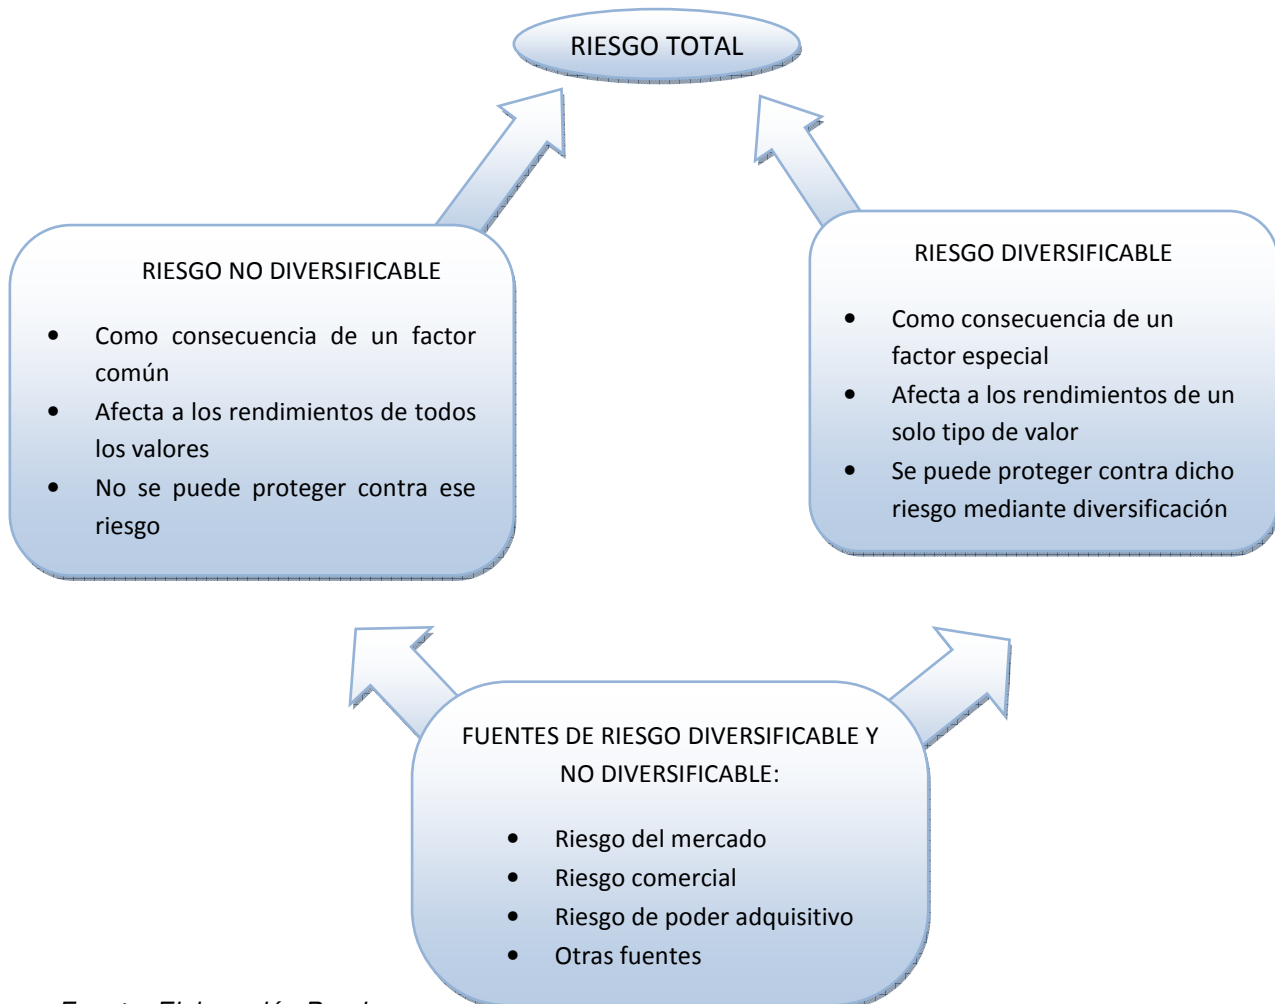 RIESGO TOTAL
RIESGO NO DIVERSIFICABLE
• Como consecuencia de un factor
común
• Afecta a los rendimientos de todos
los valores
• No se puede proteger contra ese
riesgo
RIESGO DIVERSIFICABLE
• Como consecuencia de un
factor especial
• Afecta a los rendimientos de un
solo tipo de valor
• Se puede proteger contra dicho
riesgo mediante diversificación
FUENTES DE RIESGO DIVERSIFICABLE Y
NO DIVERSIFICABLE:
• Riesgo del mercado
• Riesgo comercial
• Riesgo de poder adquisitivo
• Otras fuentes